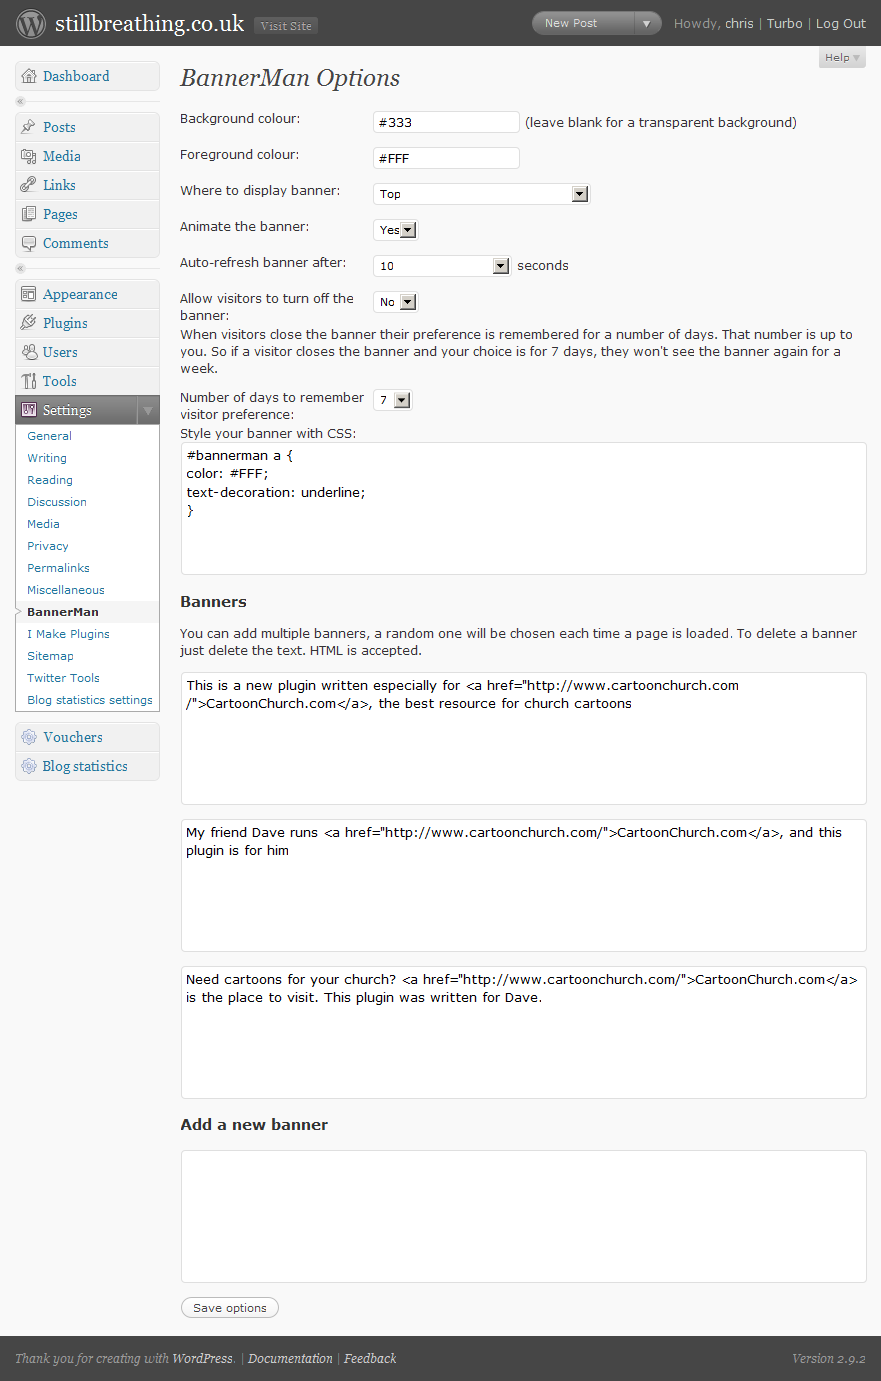 stillbreathing.co.uk Visit Site New Post Howdy, chris | Turbo | Log Out
Help
Dashboard
Posts
Media
Links
Pages
Comments
Appearance
Plugins
Users
Tools
Settings
General
Writing
Reading
Discussion
Media
Privacy
Permalinks
Miscellaneous
BannerMan
I Make Plugins
Sitemap
Twitter Tools
Blog statistics settings
Vouchers
Blog statistics
BannerMan Options
Background colour: #333 (leave blank for a transparent background)
Foreground colour: #FFF
Where to display banner: Top
Animate the banner: Yes
Auto-refresh banner after: 10 seconds
Allow visitors to turn off the
banner: No
When visitors close the banner their preference is remembered for a number of days. That number is up to
you. So if a visitor closes the banner and your choice is for 7 days, they won't see the banner again for a
week.
Number of days to remember
visitor preference: 7
Style your banner with CSS:
#bannerman a {
color: #FFF;
text-decoration: underline;
}
Banners
You can add multiple banners, a random one will be chosen each time a page is loaded. To delete a banner
just delete the text. HTML is accepted.
This is a new plugin written especially for <a href="http://www.cartoonchurch.com
/">CartoonChurch.com</a>, the best resource for church cartoons
My friend Dave runs <a href="http://www.cartoonchurch.com/">CartoonChurch.com</a>, and this
plugin is for him
Need cartoons for your church? <a href="http://www.cartoonchurch.com/">CartoonChurch.com</a>
is the place to visit. This plugin was written for Dave.
Add a new banner
Save options
Thank you for creating with WordPress. | Documentation | Feedback Version 2.9.2